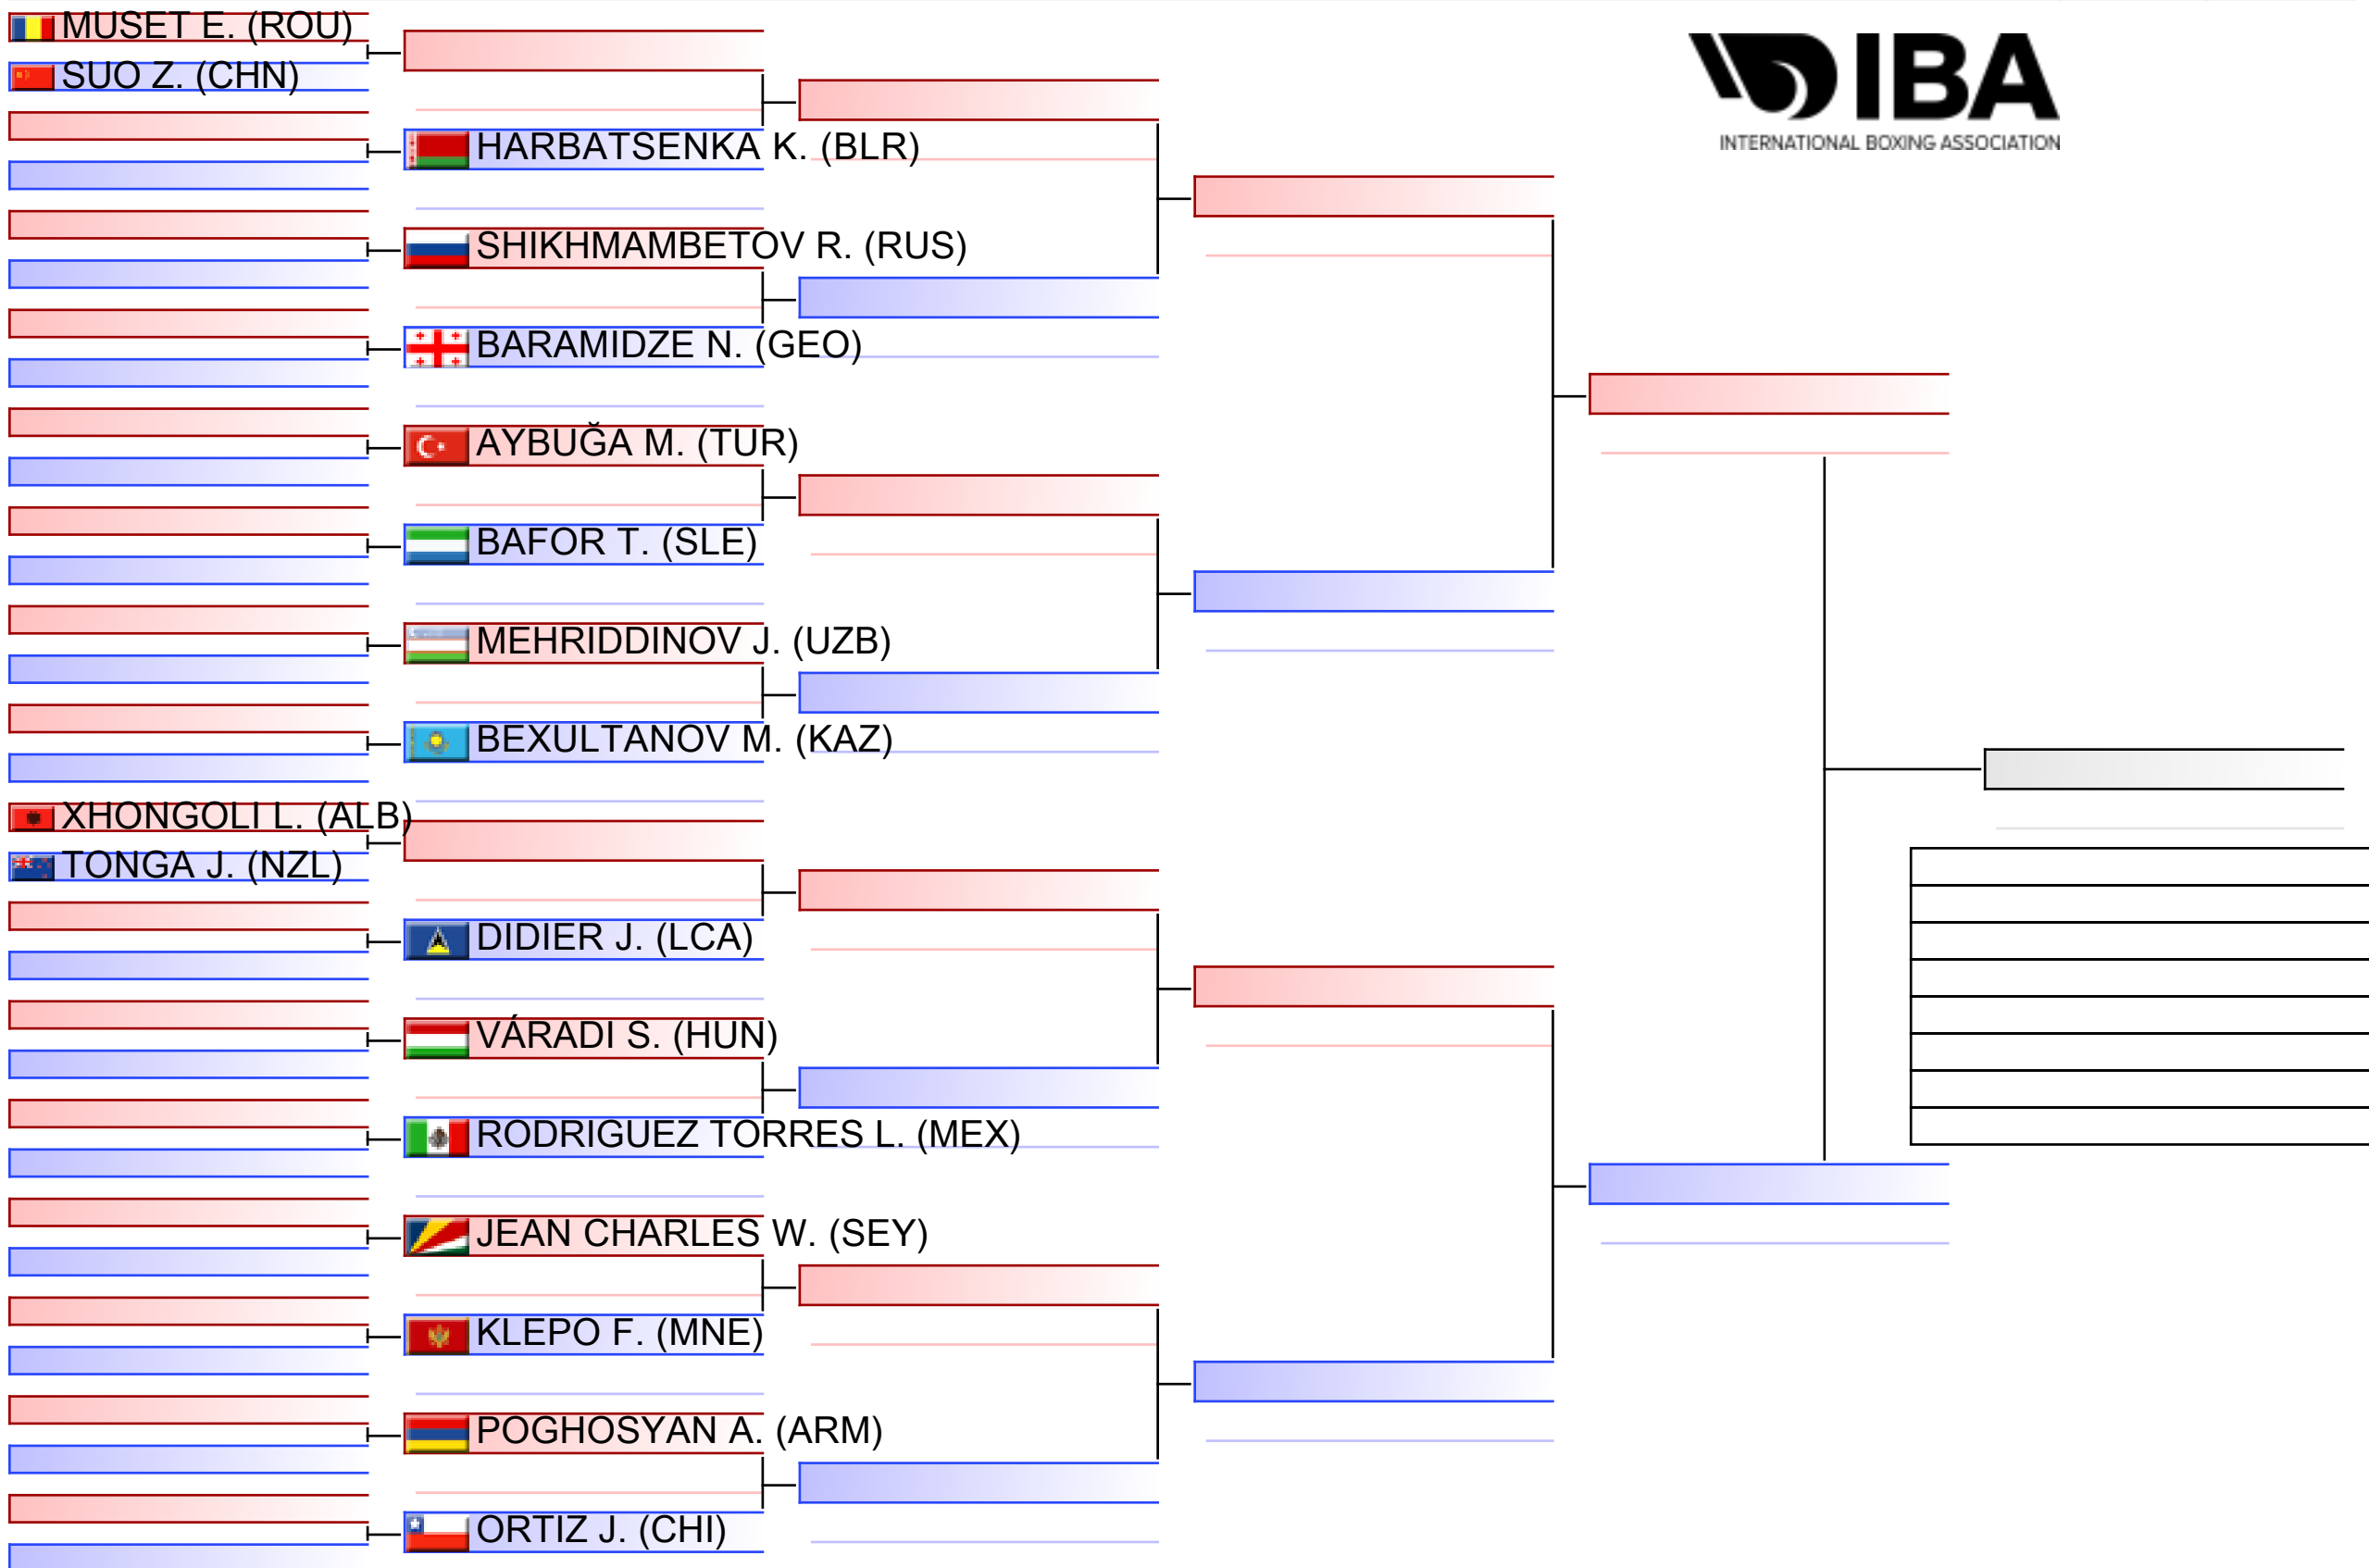 MUSET E. (ROU)
SUO Z. (CHN)
IBA
INTERNATIONAL BOXING ASSOCIATION
HARBATSENKA K. (BLR)
SHIKHMAMBETOV R. (RUS)
BARAMIDZE N. (GEO)
AYBUĞA M. (TUR)
BAFOR T. (SLE)
MEHRIDDINOV J. (UZB)
BEXULTANOV M. (KAZ)
XHONGOLI L. (ALB)
TONGA J. (NZL)
DIDIER J. (LCA)
VÁRADI S. (HUN)
RODRIGUEZ TORRES L. (MEX)
JEAN CHARLES W. (SEY)
KLEPO F. (MNE)
POGHOSYAN A. (ARM)
ORTIZ J. (CHI)